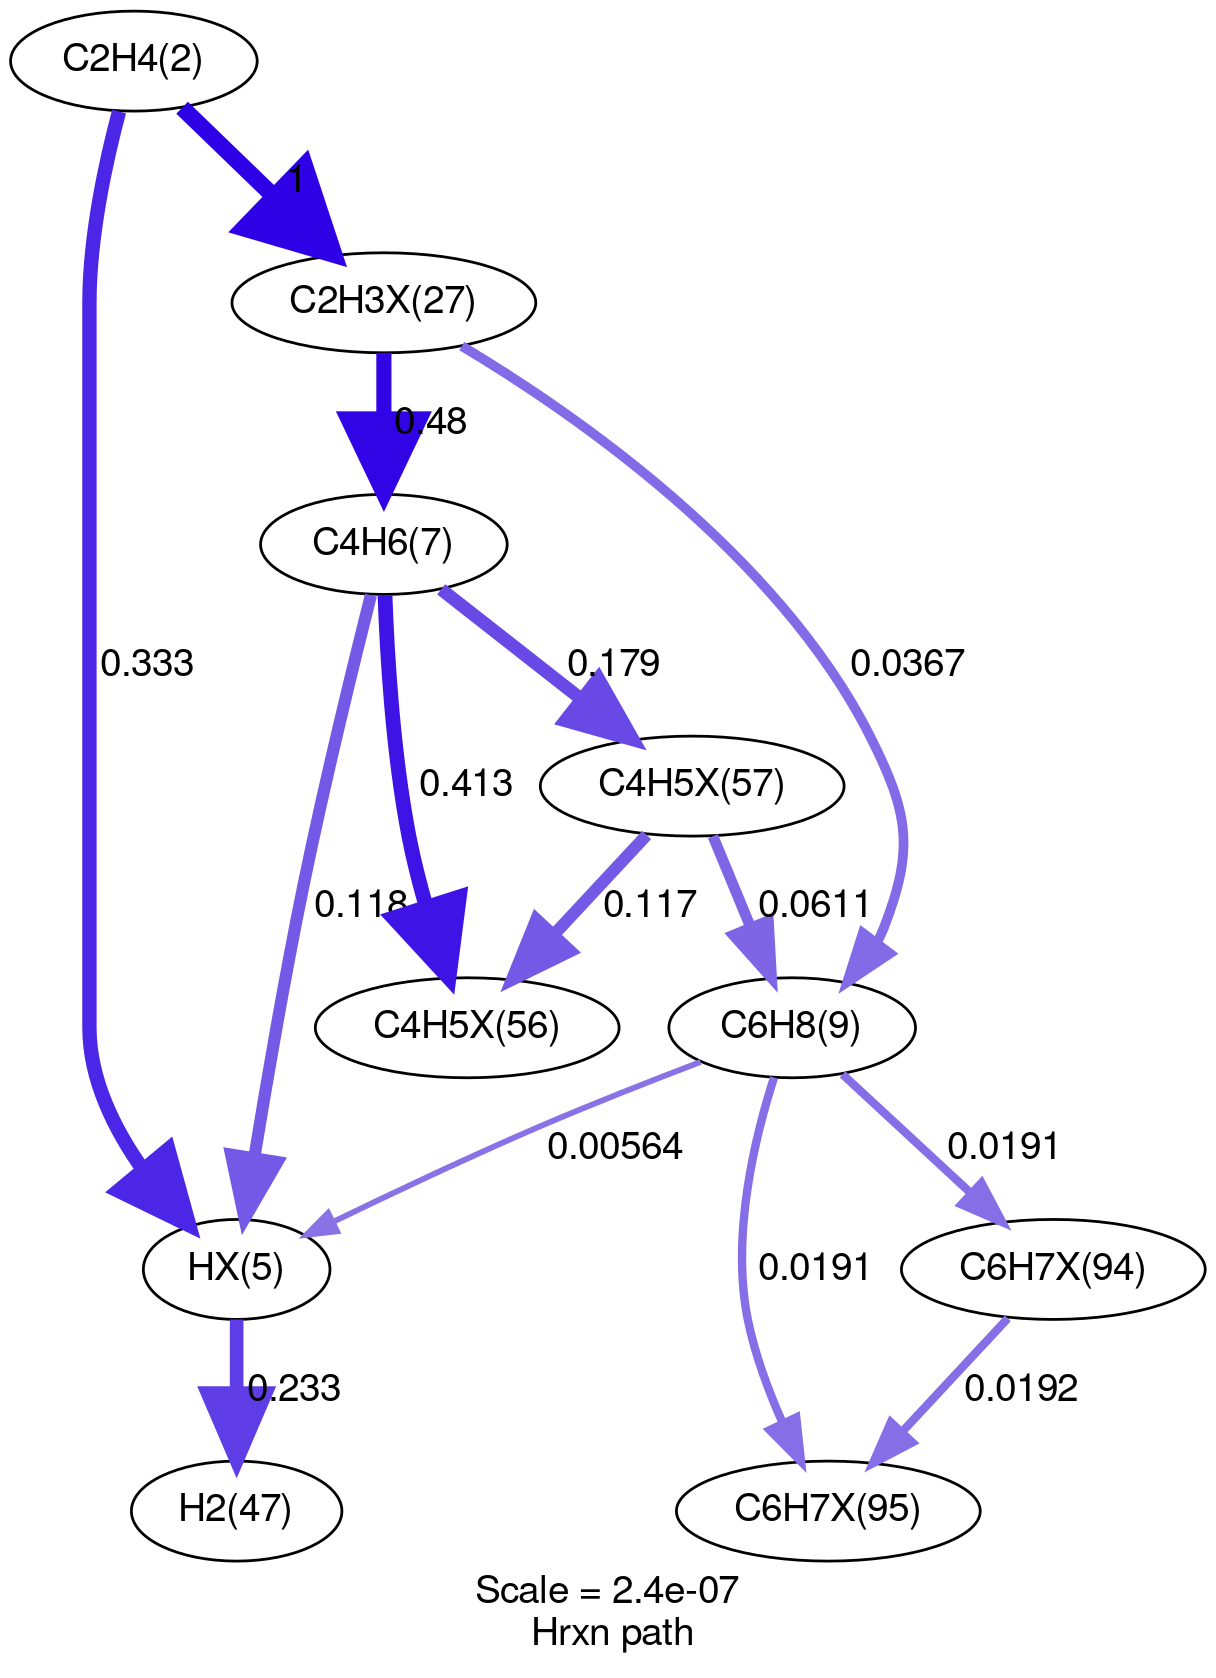 C2H4(2)
1
C2H3X(27)
0.48
C4H6(7)
0.333
0.179
0.0367
C4H5X(57)
0.413
0.118
0.117
0.0611
C4H5X(56)
C6H8(9)
0.00564
0.0191
HX(5)
0.0191
C6H7X(94)
0.233
0.0192
H2(47)
C6H7X(95)
Scale = 2.4e-07
Hrxn path